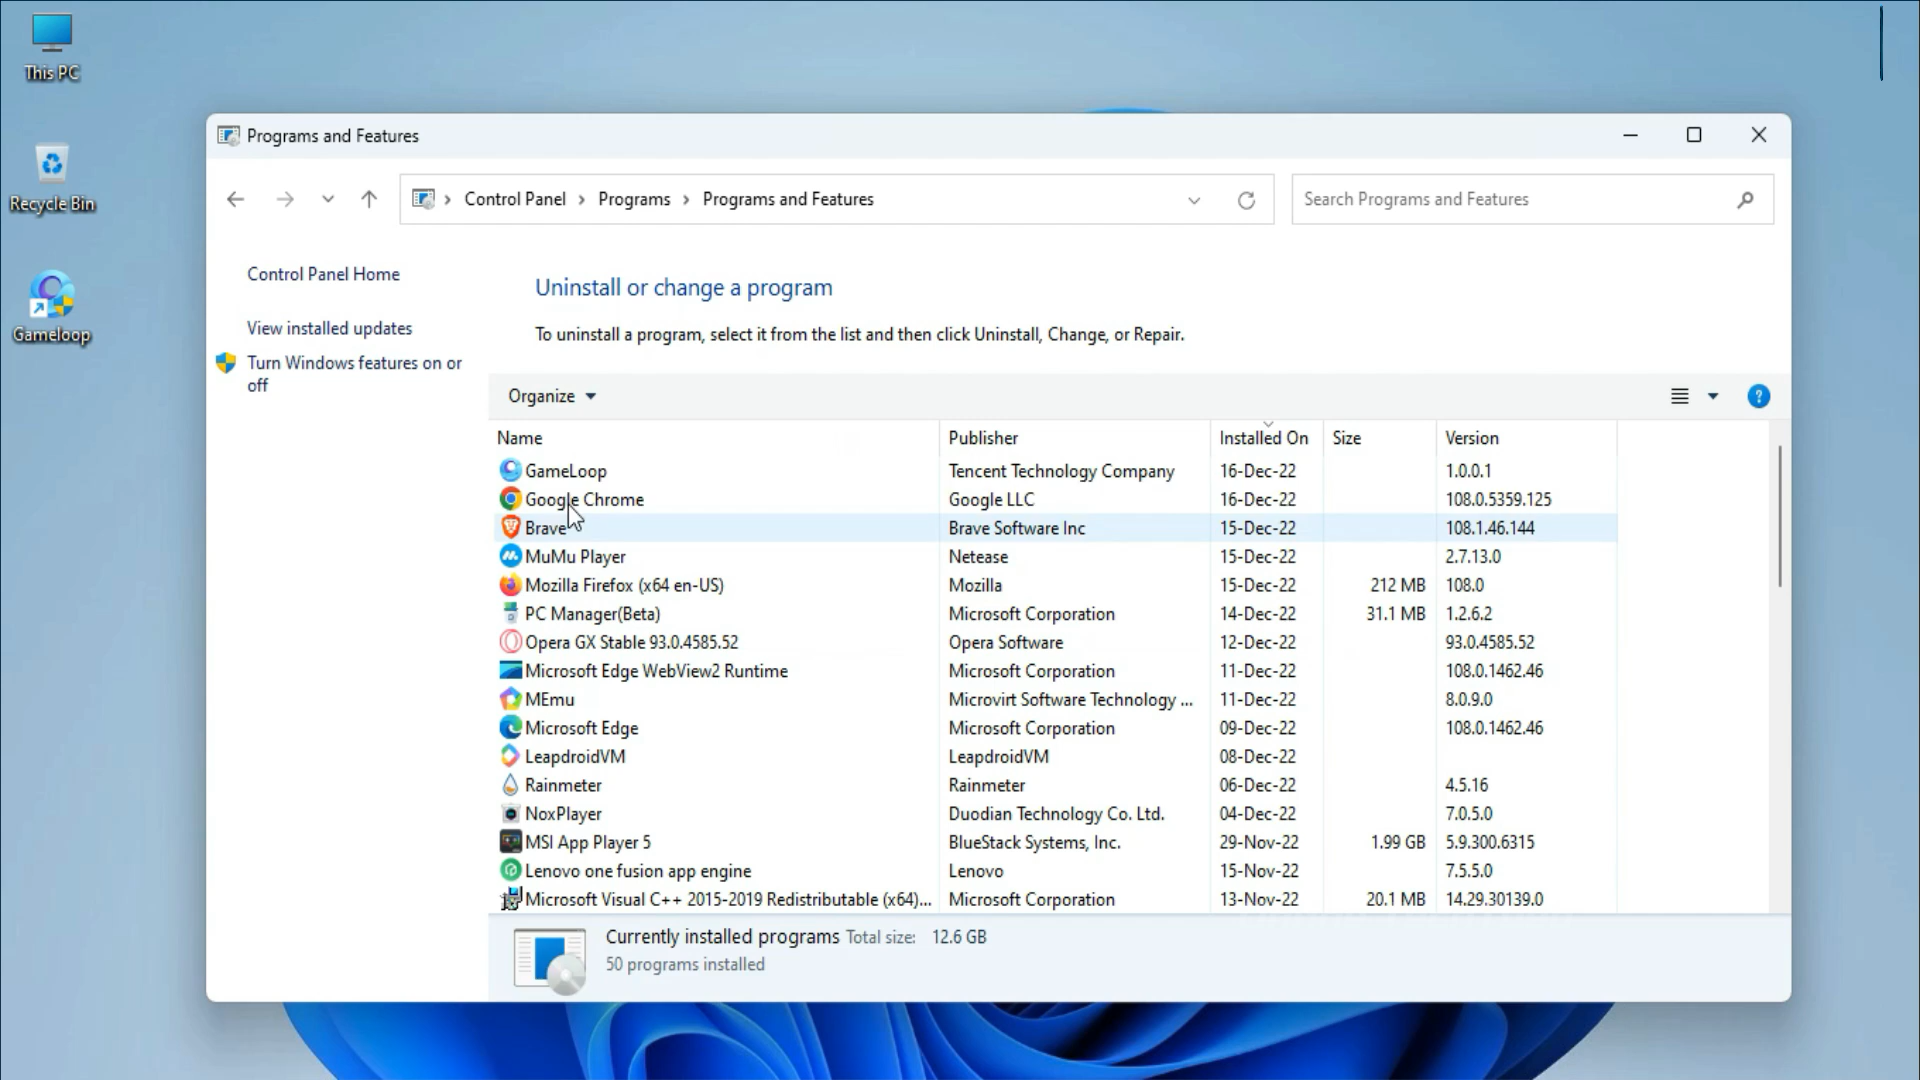 This PC
Recycle Bin
Gameloop
Programs and Features
Control Panel > Programs > Programs and Features
Search Programs and Features
Control Panel Home
View installed updates
Turn Windows features on or
off
Uninstall or change a program
To uninstall a program, select it from the list and then click Uninstall, Change, or Repair.
Organize
Name Publisher Installed On Size Version
GameLoop Tencent Technology Company 16-Dec-22 1.0.0.1
Google Chrome Google LLC 16-Dec-22 108.0.5359.125
Brave Brave Software Inc 15-Dec-22 108.1.46.144
MuMu Player Netease 15-Dec-22 2.7.13.0
Mozilla Firefox (x64 en-US) Mozilla 15-Dec-22 212 MB 108.0
PC Manager(Beta) Microsoft Corporation 14-Dec-22 31.1 MB 1.2.6.2
Opera GX Stable 93.0.4585.52 Opera Software 12-Dec-22 93.0.4585.52
Microsoft Edge WebView2 Runtime Microsoft Corporation 11-Dec-22 108.0.1462.46
MEmu Microvirt Software Technology ... 11-Dec-22 8.0.9.0
Microsoft Edge Microsoft Corporation 09-Dec-22 108.0.1462.46
LeapdroidVM LeapdroidVM 08-Dec-22
Rainmeter Rainmeter 06-Dec-22 4.5.16
NoxPlayer Duodian Technology Co. Ltd. 04-Dec-22 7.0.5.0
MSI App Player 5 BlueStack Systems, Inc. 29-Nov-22 1.99 GB 5.9.300.6315
Lenovo one fusion app engine Lenovo 15-Nov-22 7.5.5.0
Microsoft Visual C++ 2015-2019 Redistributable (x64)... Microsoft Corporation 13-Nov-22 20.1 MB 14.29.30139.0
Currently installed programs Total size: 12.6 GB
50 programs installed